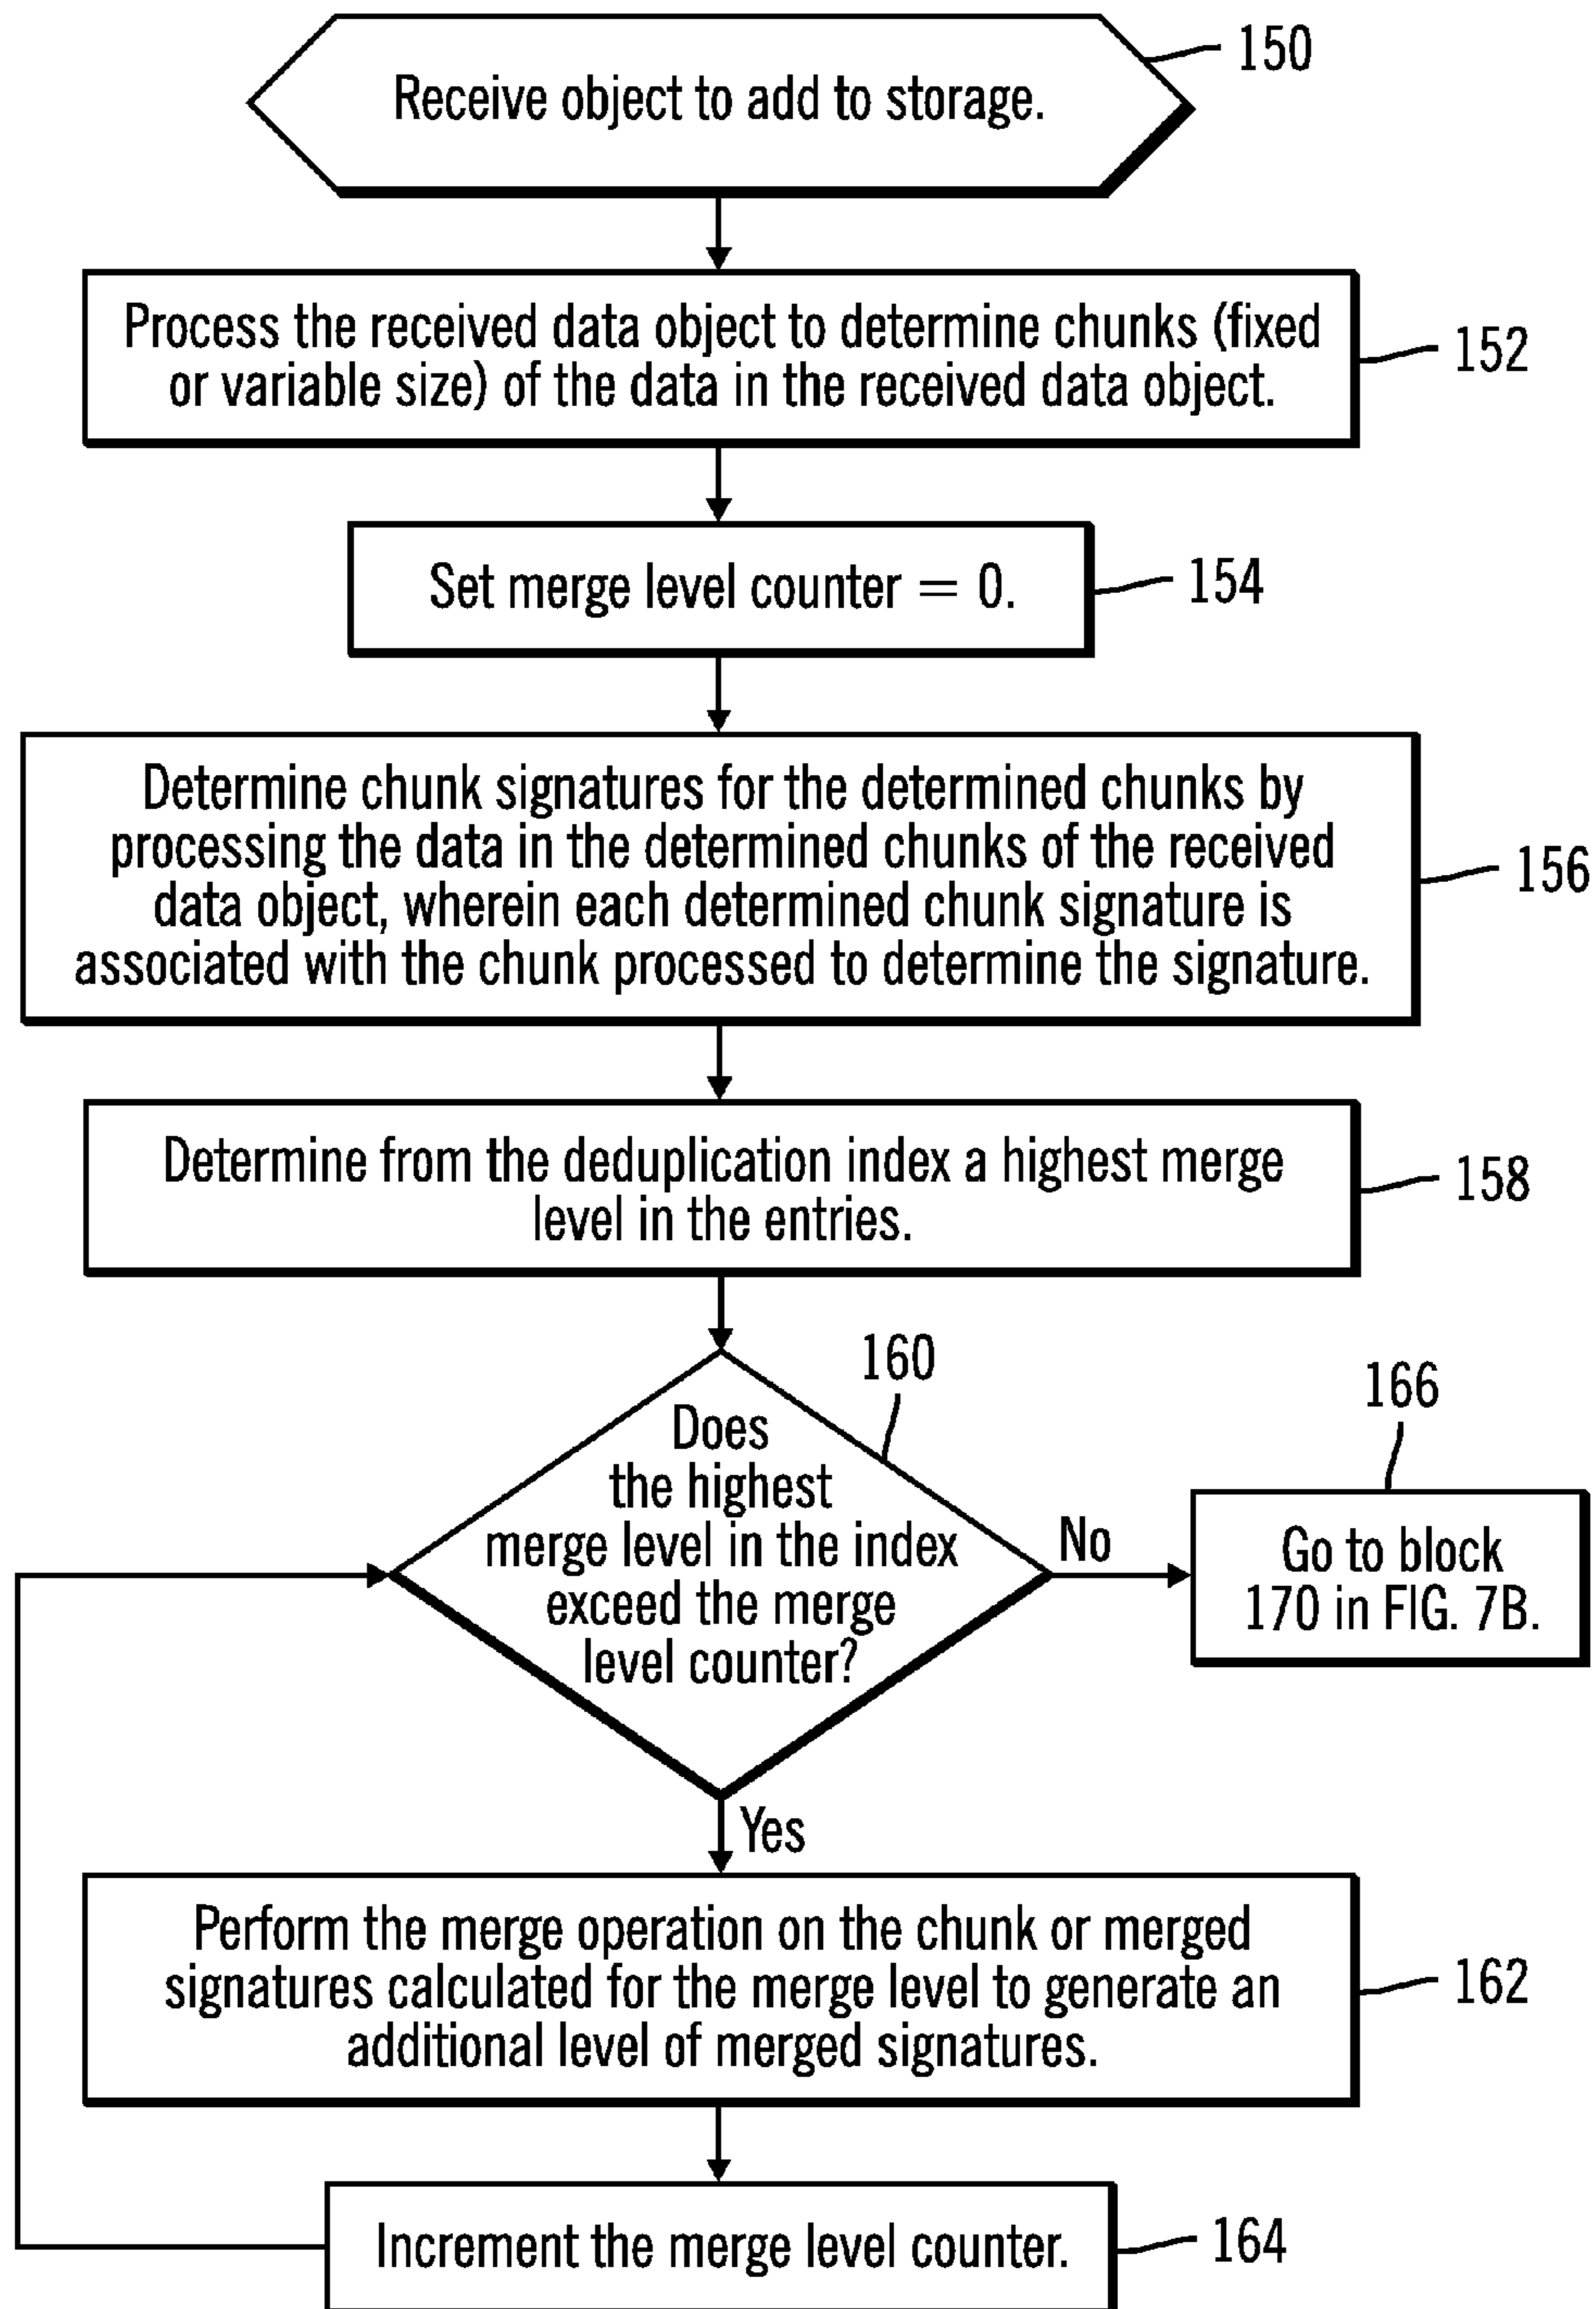 Receive object to add to storage.
150
Process the received data object to determine chunks (fixed
or variable size) of the data in the received data object.
152
Set merge level counter = 0.
154
Determine chunk signatures for the determined chunks by
processing the data in the determined chunks of the received
data object, wherein each determined chunk signature is
associated with the chunk processed to determine the signature.
156
Determine from the deduplication index a highest merge
level in the entries.
158
160
Does
the highest
merge level in the index
exceed the merge
level counter?
No
166
Go to block
170 in FIG. 7B.
Yes
Perform the merge operation on the chunk or merged
signatures calculated for the merge level to generate an
additional level of merged signatures.
162
Increment the merge level counter.
164